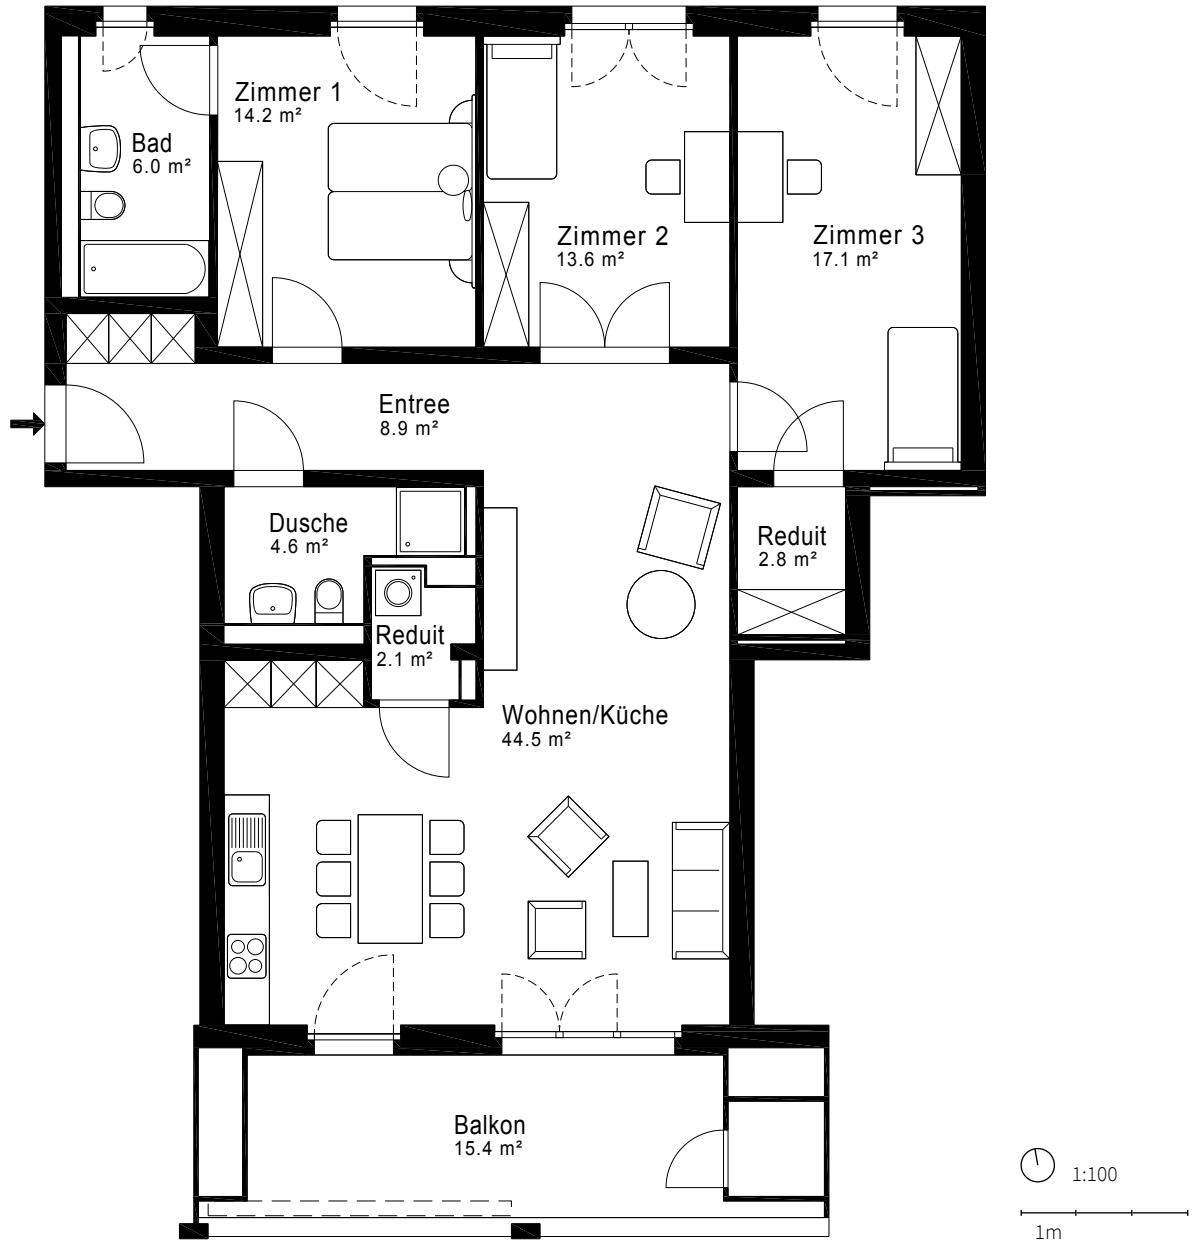 Zimmer 1
14.2 m²
Bad
6.0 m²
Zimmer 2
13.6 m²
Zimmer 3
17.1 m²
Entree
8.9 m²
Dusche
4.6 m²
Reduit
2.8 m²
Reduit
2.1 m²
Wohnen/Küche
44.5 m²
Balkon
15.4 m²
1:100
1m